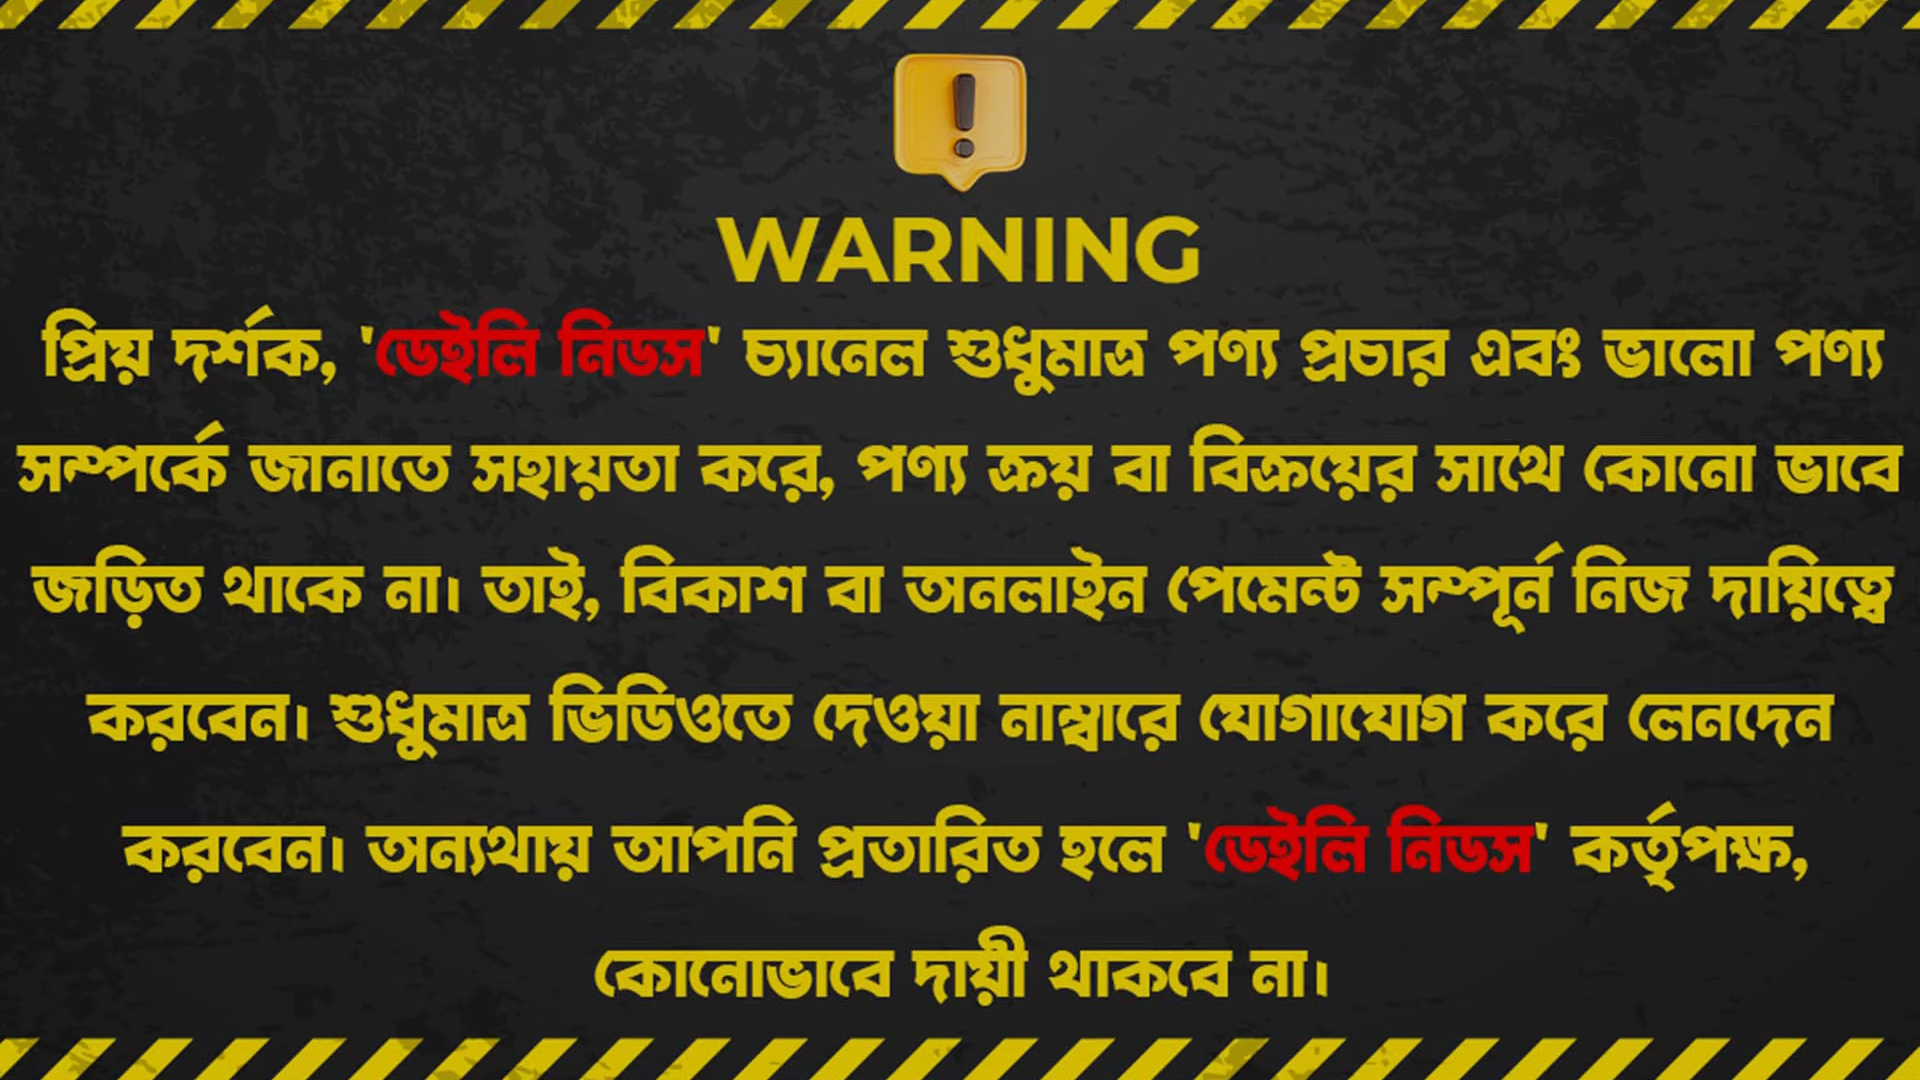 WARNING
প্রিয় দর্শক, 'ডেইলি নিডস' চ্যানেল শুধুমাত্র পণ্য প্রচার এবং ভালো পণ্য
সম্পর্কে জানাতে সহায়তা করে, পণ্য ক্রয় বা বিক্রয়ের সাথে কোনো ভাবে
জড়িত থাকে না। তাই, বিকাশ বা অনলাইন পেমেন্ট সম্পূর্ন নিজ দায়িত্বে
করবেন। শুধুমাত্র ভিডিওতে দেওয়া নাম্বারে যোগাযোগ করে লেনদেন
করবেন। অন্যথায় আপনি প্রতারিত হলে 'ডেইলি নিডস' কর্তৃপক্ষ,
কোনোভাবে দায়ী থাকবে না।